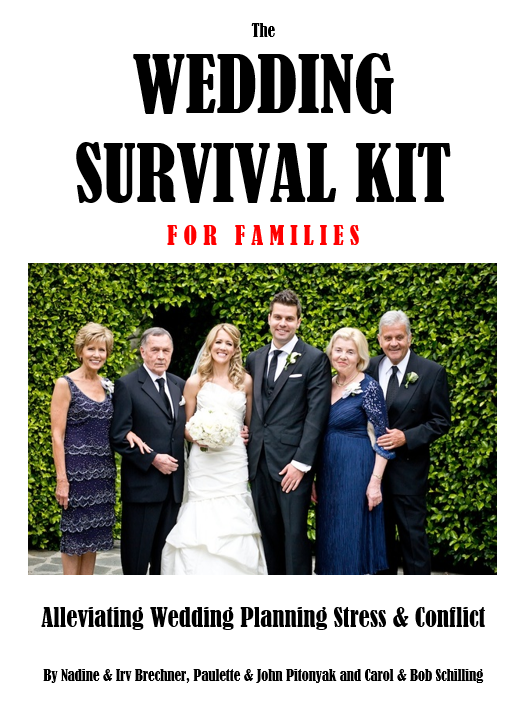 The
WEDDING
SURVIVAL KIT
FOR FAMILIES
Alleviating Wedding Planning Stress & Conflict
By Nadine & Irv Brechner, Paulette & John Pitonyak and Carol & Bob Schilling